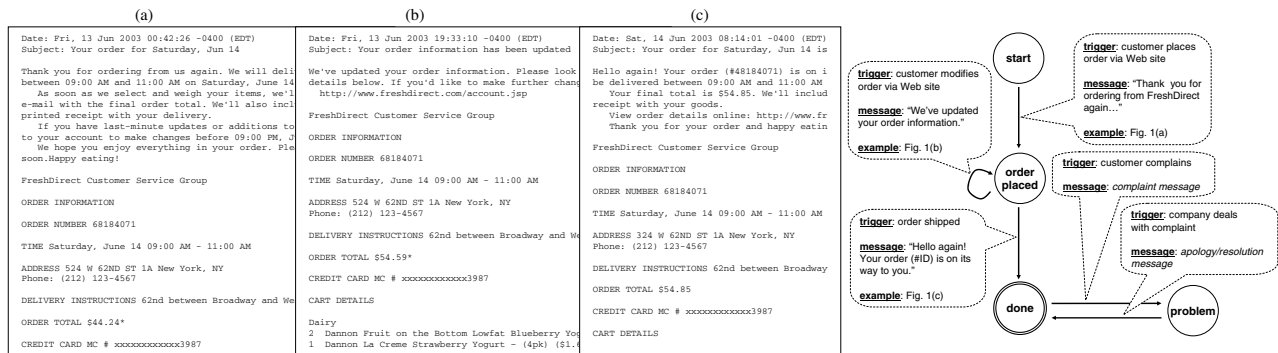 (a)
Date: Fri, 13 Jun 2003 00:42:26 -0400 (EDT)
Subject: Your order for Saturday, Jun 14
Thank you for ordering from us again. We will deli
between 09:00 AM and 11:00 AM on Saturday, June 14
As soon as we select and weigh your items, we'l
e-mail with the final order total. We'll also incl
printed receipt with your delivery.
If you have last-minute updates or additions to
to your account to make changes before 09:00 PM, J
We hope you enjoy everything in your order. Ple
soon.Happy eating!
FreshDirect Customer Service Group
ORDER INFORMATION
ORDER NUMBER 68184071
TIME Saturday, June 14 09:00 AM - 11:00 AM
ADDRESS 524 W 62ND ST 1A New York, NY
Phone: (212) 123-4567
DELIVERY INSTRUCTIONS 62nd between Broadway and We
ORDER TOTAL $44.24*
CREDIT CARD MC # xxxxxxxxxxxx3987
(b)
Date: Fri, 13 Jun 2003 19:33:10 -0400 (EDT)
Subject: Your order information has been updated
We've updated your order information. Please look
details below. If you'd like to make further chang
http://www.freshdirect.com/account.jsp
FreshDirect Customer Service Group
ORDER INFORMATION
ORDER NUMBER 68184071
TIME Saturday, June 14 09:00 AM - 11:00 AM
ADDRESS 524 W 62ND ST 1A New York, NY
Phone: (212) 123-4567
DELIVERY INSTRUCTIONS 62nd between Broadway and We
ORDER TOTAL $54.59*
CREDIT CARD MC # xxxxxxxxxxxx3987
CART DETAILS
Dairy
2 Dannon Fruit on the Bottom Lowfat Blueberry Yog
1 Dannon La Creme Strawberry Yogurt - (4pk) ($1.6
(c)
Date: Sat, 14 Jun 2003 08:14:01 -0400 (EDT)
Subject: Your order for Saturday, Jun 14 is
Hello again! Your order (#48184071) is on i
be delivered between 09:00 AM and 11:00 AM
Your final total is $54.85. We'll includ
receipt with your goods.
View order details online: http://www.fr
Thank you for your order and happy eatin
FreshDirect Customer Service Group
ORDER INFORMATION
ORDER NUMBER 68184071
TIME Saturday, June 14 09:00 AM - 11:00 AM
ADDRESS 324 W 62ND ST 1A New York, NY
Phone: (212) 123-4567
DELIVERY INSTRUCTIONS 62nd between Broadway
ORDER TOTAL $54.85
CREDIT CARD MC # xxxxxxxxxxxx3987
CART DETAILS
start
trigger: customer places
order via Web site
message: "Thank you for
ordering from FreshDirect
again…"
example: Fig. 1(a)
trigger: customer modifies
order via Web site
message: "We've updated
your order information."
example: Fig. 1(b)
order
placed
trigger: customer complains
message: complaint message
trigger: order shipped
message: "Hello again!
Your order (#ID) is on its
way to you."
example: Fig. 1(c)
trigger: company deals
with complaint
message: apology/resolution
message
done
problem